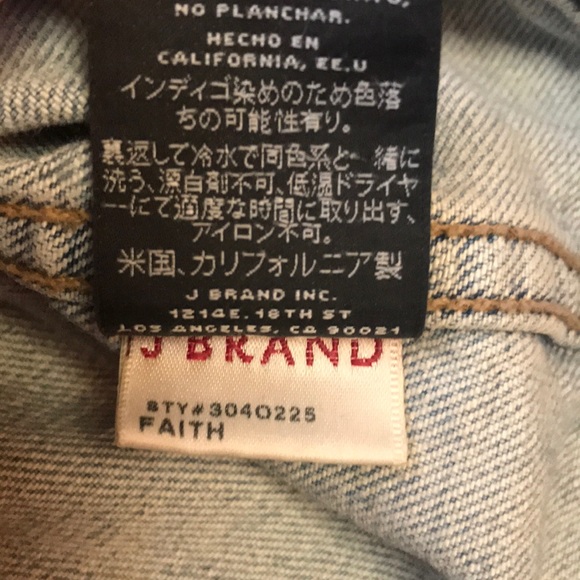 NO PLANCHAR.
HECHO EN
CALIFORNIA, EE.U
インディゴ染めのため色落
ちの可能性有り。
裏返して冷水で同色系と一緒に
洗う、漂白剤不可、低温ドライヤ
ーにて適度な時間に取り出す、
アイロン不可。
米国、カリフォルニア製
J BRAND INC.
1214E. 18TH ST
LOS ANGELES, CA 90021
J BRAND
STY#3040225
FAITH